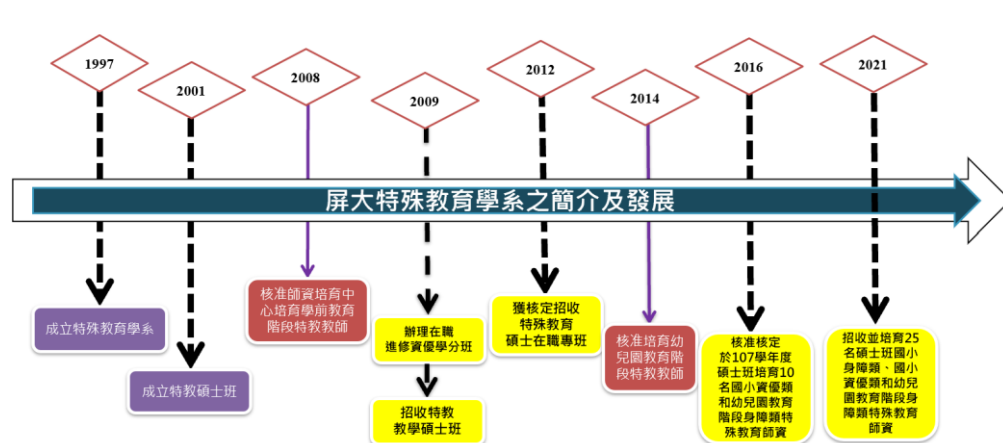 1997
2001
2008
2009
2012
2014
2016
2021
屏大特殊教育學系之簡介及發展
成立特殊教育學系
成立特教碩士班
核准師資培育中
心培育學前教育
階段特教教師
辦理在職
進修資優學分班
招收特教
教學碩士班
獲核定招收
特殊教育
碩士在職專班
核准培育幼
兒園教育階
段特教教師
核准核定
於107學年度
碩士班培育10
名國小資優類
和幼兒園教育
階段身障類特
殊教育師資
招收並培育25
名碩士班國小
身障類、國小
資優類和幼兒
園教育階段身
障類特殊教育
師資